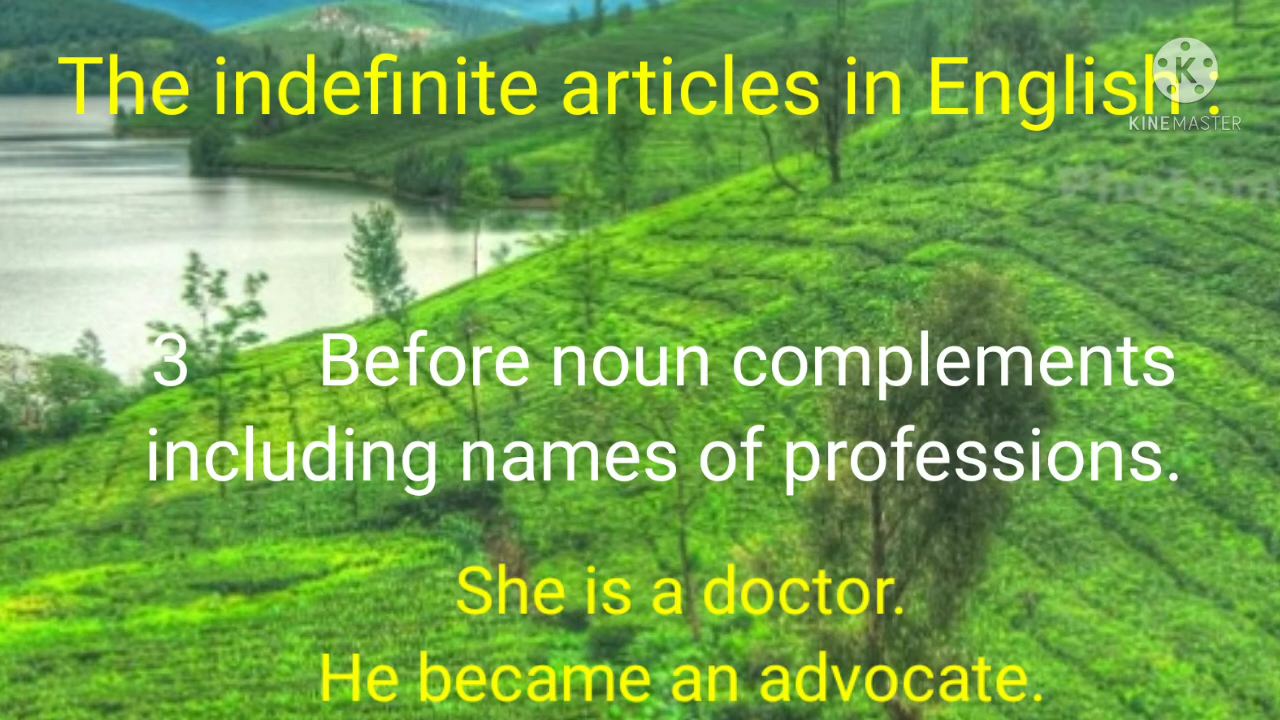 The indefinite articles in English :
KINEMASTER
3 Before noun complements
including names of professions.
She is a doctor.
He became an advocate.